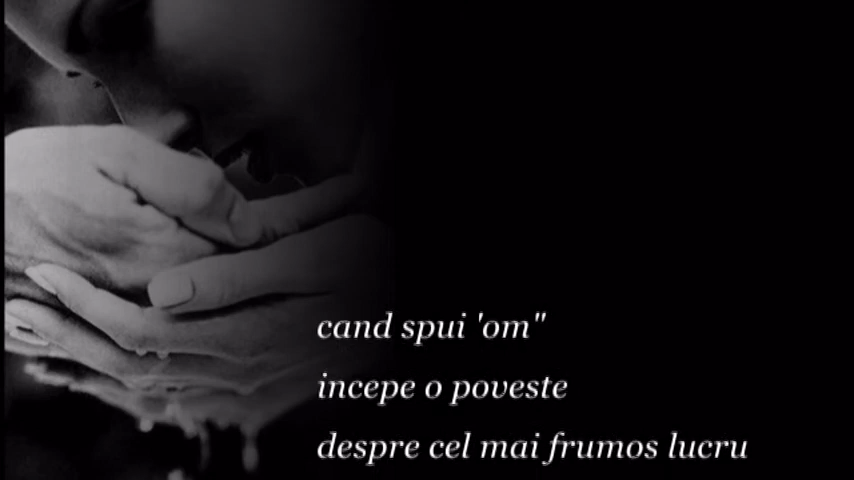 cand spui 'om"
incepe o poveste
despre cel mai frumos lucru